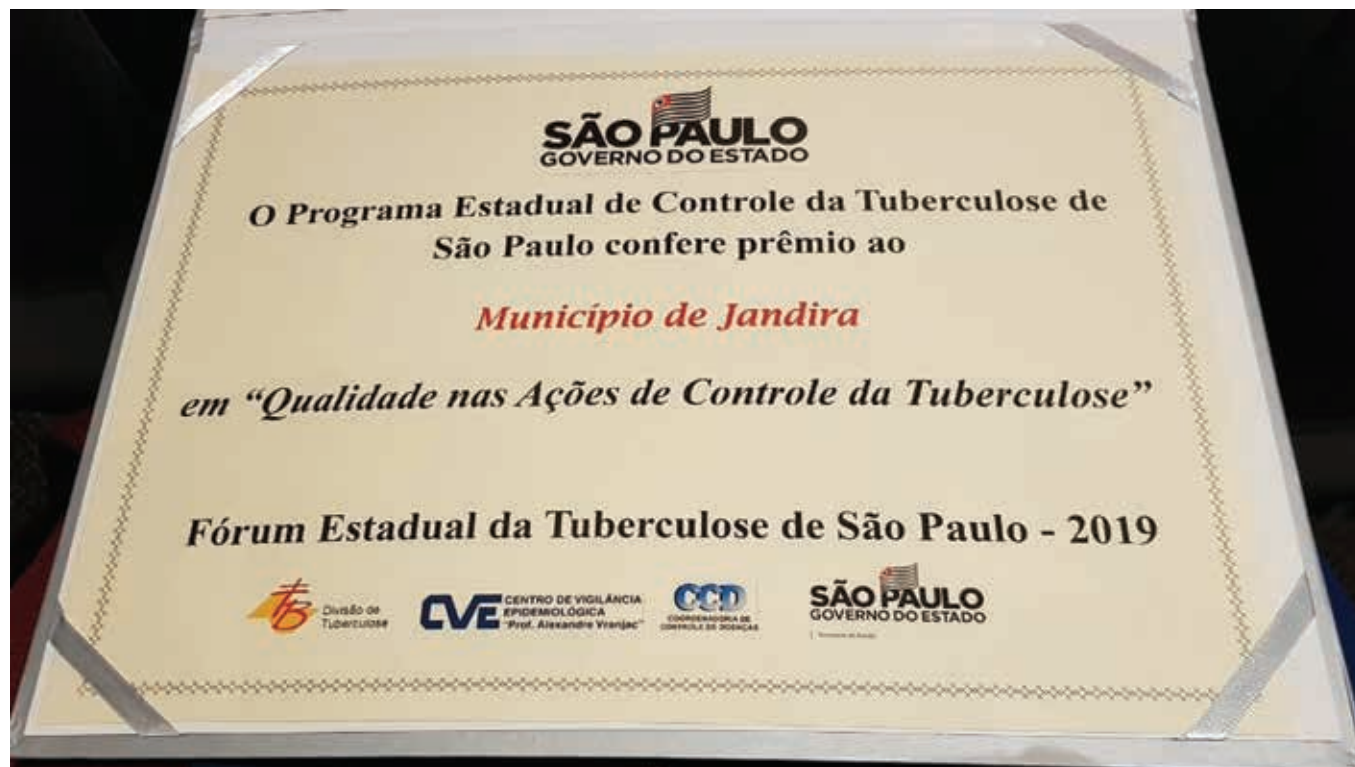 SÃO PAULO
GOVERNO DO ESTADO
O Programa Estadual de Controle da Tuberculose de
São Paulo confere prêmio ao
Município de Jandira
em “Qualidade nas Ações de Controle da Tuberculose”
Fórum Estadual da Tuberculose de São Paulo - 2019
TB
Divisão de
Tuberculose
CVE
CENTRO DE VIGILÂNCIA
EPIDEMIOLÓGICA
"Prof. Alexandre Vranjac"
CCD
COORDENADORIA DE
CONTROLE DE DOENÇAS
SÃO PAULO
GOVERNO DO ESTADO